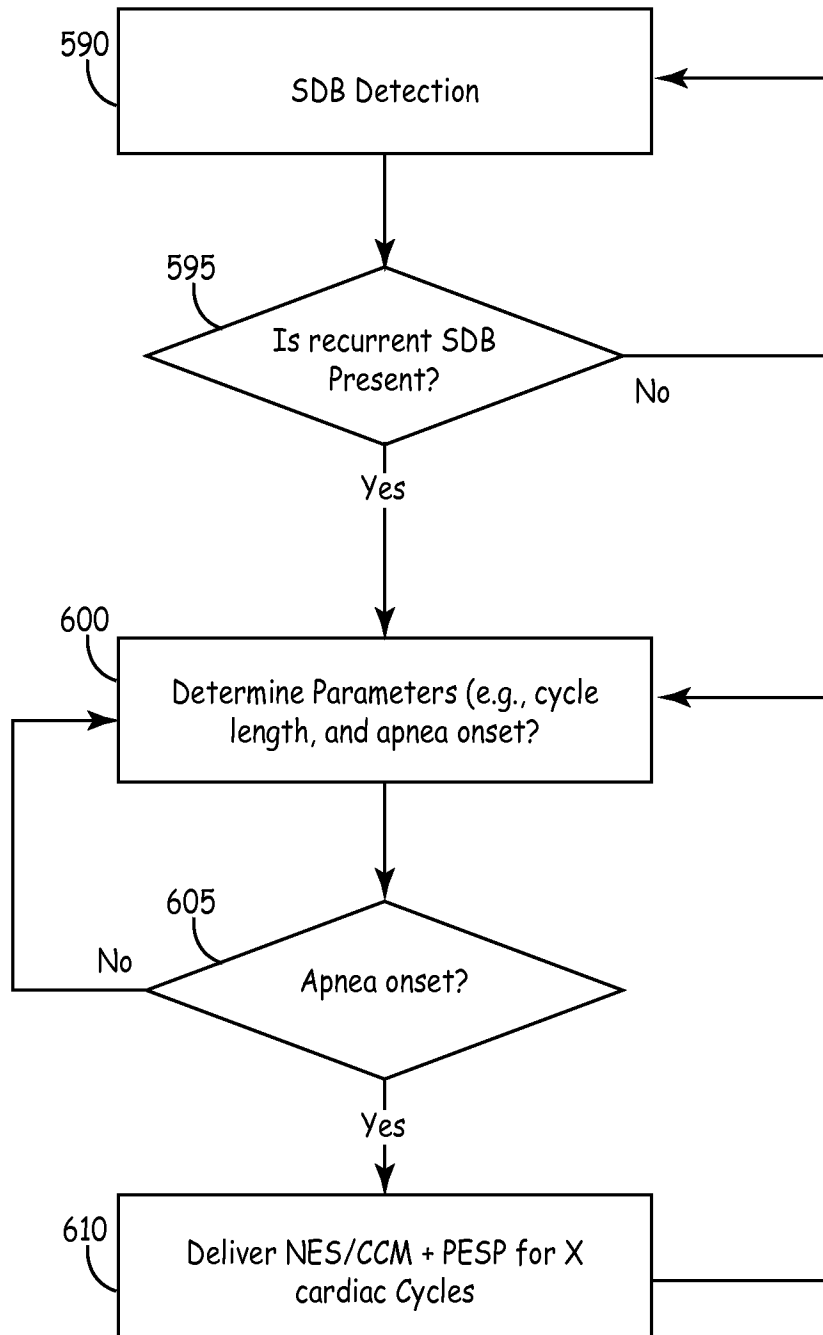 590
SDB Detection
595
Is recurrent SDB
Present?
No
Yes
600
Determine Parameters (e.g., cycle
length, and apnea onset?
605
No
Apnea onset?
Yes
610
Deliver NES/CCM + PESP for X
cardiac Cycles